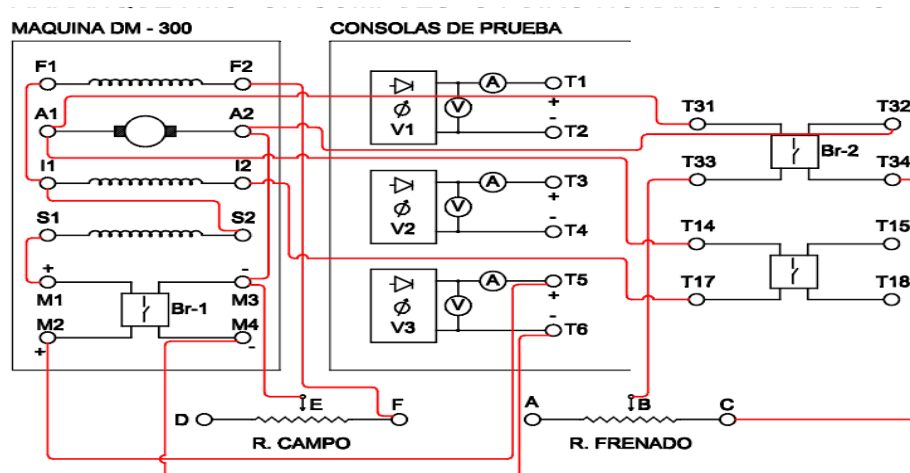 MAQUINA DM - 300
CONSOLAS DE PRUEBA
F1 F2
A1 A2
I1 I2
S1 S2
+ -
M1 M3
Br-1
M2 M4
+ -
A T1
V +
V1 -
T2
A T3
V +
V2 -
T4
A T5
V +
V3 -
T6
T31 T32
Br-2
T33 T34
T14 T15
T17 T18
D E F
R. CAMPO
A B C
R. FRENADO